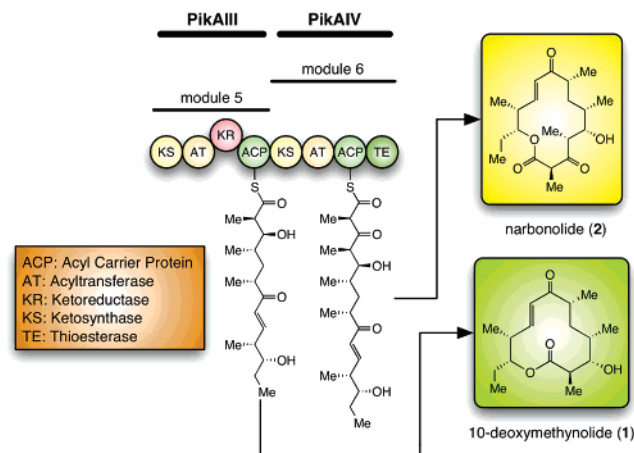 PikAIII
PikAIV
module 6
module 5
KS
AT
KR
ACP
KS
AT
ACP
TE
S
O
Me
OH
Me
Me
O
Me
OH
Me
S
O
Me
O
Me
OH
Me
Me
O
Me
OH
Me
ACP: Acyl Carrier Protein
AT: Acyltransferase
KR: Ketoreductase
KS: Ketosynthase
TE: Thioesterase
O
Me
Me
Me
O
Me
OH
Me
O
O
Me
narbonolide (2)
O
Me
Me
Me
O
O
OH
Me
Me
10-deoxymethynolide (1)